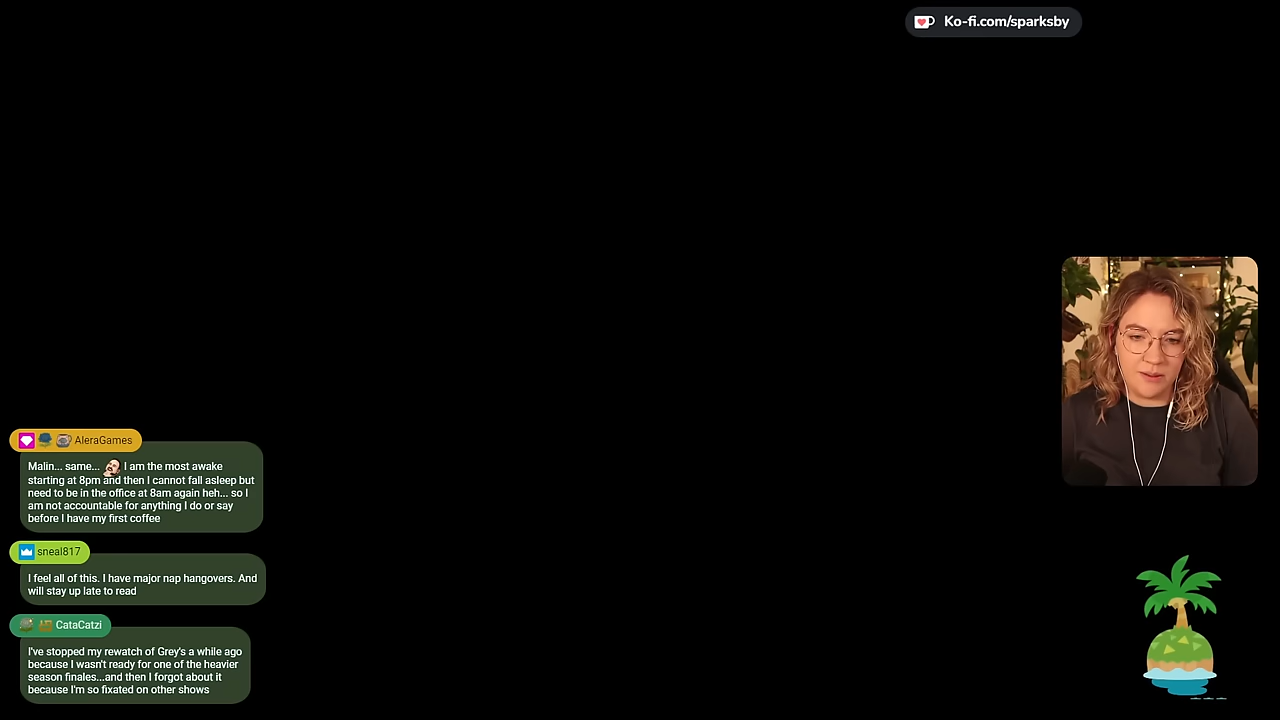 Ko-fi.com/sparksby
AleraGames
Malin... same... I am the most awake
starting at 8pm and then I cannot fall asleep but
need to be in the office at 8am again heh... so I
am not accountable for anything I do or say
before I have my first coffee
sneal817
I feel all of this. I have major nap hangovers. And
will stay up late to read
CataCatzi
I've stopped my rewatch of Grey's a while ago
because I wasn't ready for one of the heavier
season finales...and then I forgot about it
because I'm so fixated on other shows